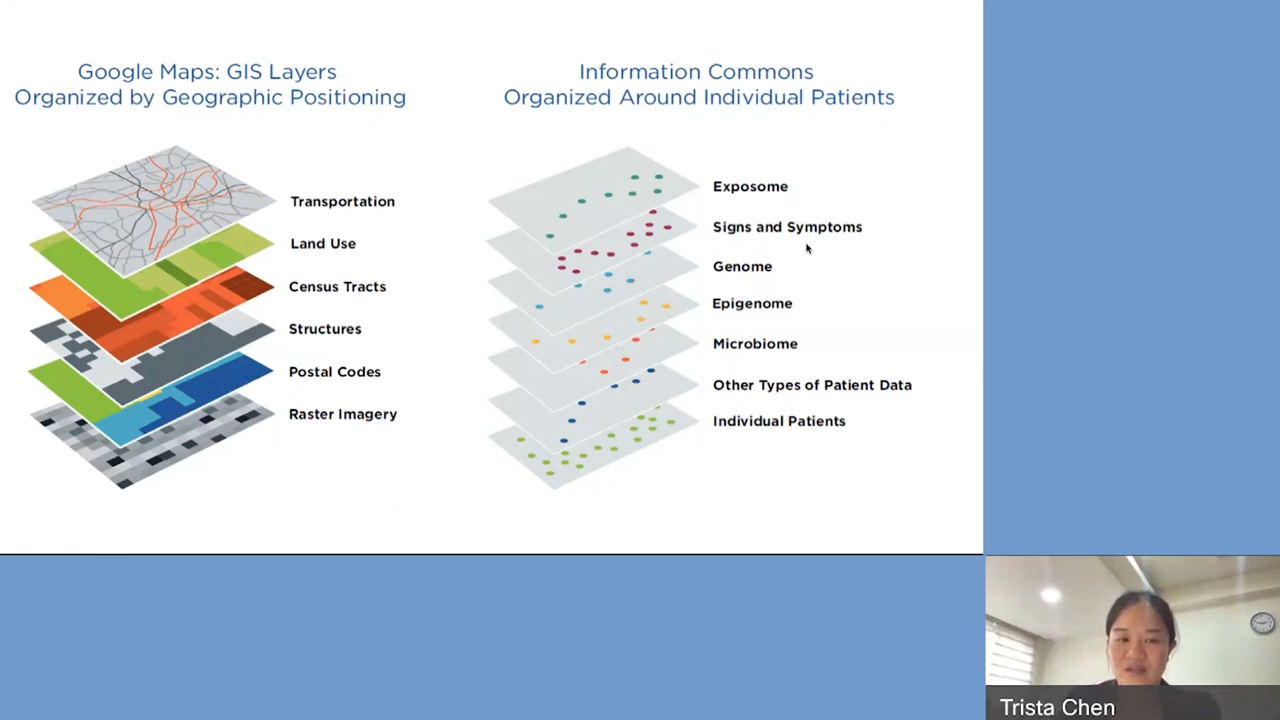 Google Maps: GIS Layers
Organized by Geographic Positioning
Transportation
Land Use
Census Tracts
Structures
Postal Codes
Raster Imagery
Information Commons
Organized Around Individual Patients
Exposome
Signs and Symptoms
Genome
Epigenome
Microbiome
Other Types of Patient Data
Individual Patients
Trista Chen